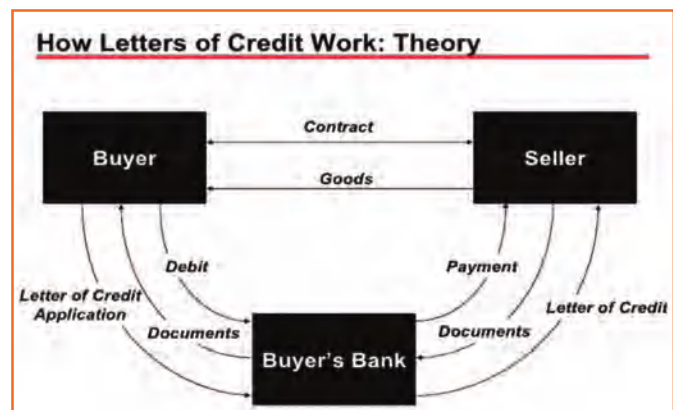 How Letters of Credit Work: Theory
Contract
Buyer
Seller
Goods
Debit
Payment
Letter of Credit
Application
Letter of Credit
Documents
Documents
Buyer's Bank